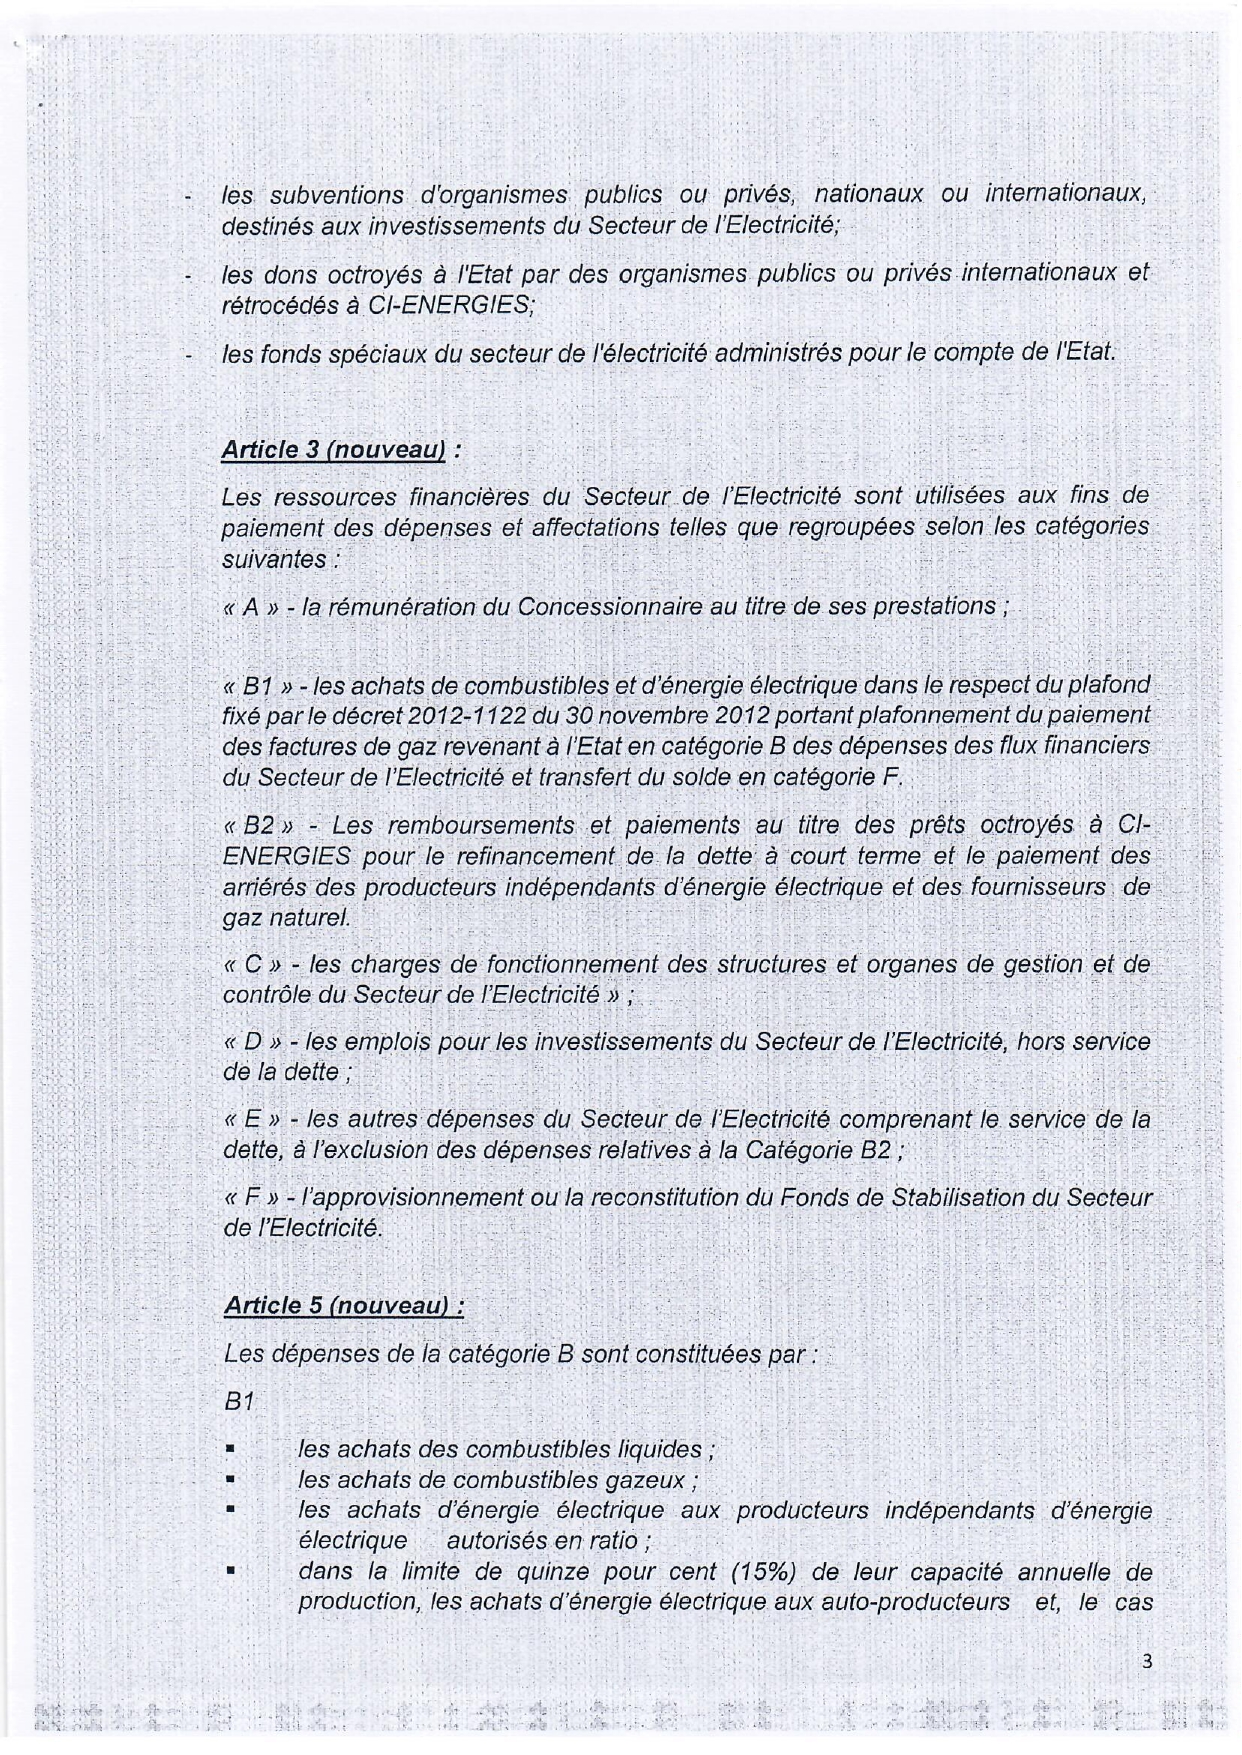 - les subventions d'organismes publics ou privés, nationaux ou internationaux,
destinés aux investissements du Secteur de l'Electricité;
- les dons octroyés à l'Etat par des organismes publics ou privés internationaux et
rétrocédés à CI-ENERGIES;
- les fonds spéciaux du secteur de l'électricité administrés pour le compte de l'Etat.
Article 3 (nouveau) :
Les ressources financières du Secteur de l'Electricité sont utilisées aux fins de
paiement des dépenses et affectations telles que regroupées selon les catégories
suivantes :
« A » - la rémunération du Concessionnaire au titre de ses prestations ;
« B1 » - les achats de combustibles et d'énergie électrique dans le respect du plafond
fixé par le décret 2012-1122 du 30 novembre 2012 portant plafonnement du paiement
des factures de gaz revenant à l'Etat en catégorie B des dépenses des flux financiers
du Secteur de l'Electricité et transfert du solde en catégorie F.
« B2 » - Les remboursements et paiements au titre des prêts octroyés à CI-
ENERGIES pour le refinancement de la dette à court terme et le paiement des
arriérés des producteurs indépendants d'énergie électrique et des fournisseurs de
gaz naturel.
« C » - les charges de fonctionnement des structures et organes de gestion et de
contrôle du Secteur de l'Electricité » ;
« D » - les emplois pour les investissements du Secteur de l'Electricité, hors service
de la dette ;
« E » - les autres dépenses du Secteur de l'Electricité comprenant le service de la
dette, à l'exclusion des dépenses relatives à la Catégorie B2 ;
« F » - l'approvisionnement ou la reconstitution du Fonds de Stabilisation du Secteur
de l'Electricité.
Article 5 (nouveau) :
Les dépenses de la catégorie B sont constituées par :
B1
▪ les achats des combustibles liquides ;
▪ les achats de combustibles gazeux ;
▪ les achats d'énergie électrique aux producteurs indépendants d'énergie
électrique autorisés en ratio ;
▪ dans la limite de quinze pour cent (15%) de leur capacité annuelle de
production, les achats d'énergie électrique aux auto-producteurs et, le cas
3